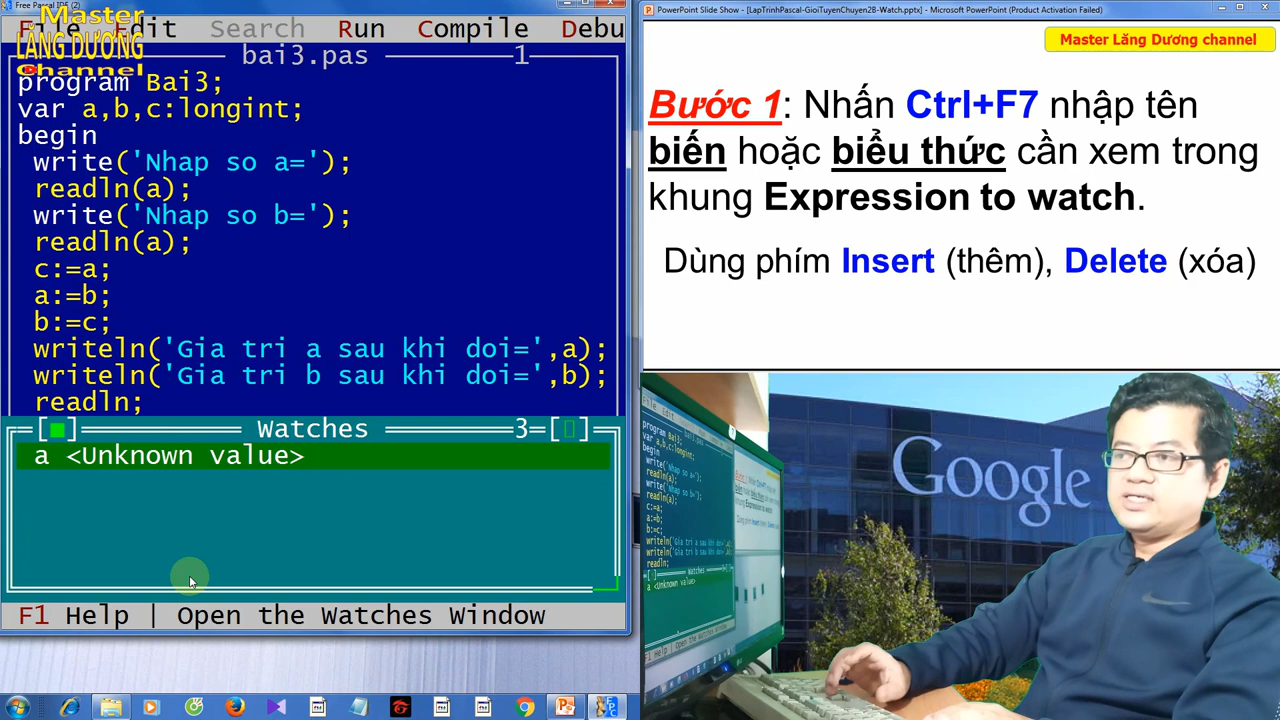 Free Pascal IDE (2)
Master
LĂNG DƯƠNG
Channel
File Edit Search Run Compile Debu
bai3.pas 1
program Bai3;
var a,b,c:longint;
begin
write('Nhap so a=');
readln(a);
write('Nhap so b=');
readln(a);
c:=a;
a:=b;
b:=c;
writeln('Gia tri a sau khi doi=',a);
writeln('Gia tri b sau khi doi=',b);
readln;
Watches 3
a <Unknown value>
F1 Help | Open the Watches Window
PowerPoint Slide Show - [LapTrinhPascal-GioiTuyenChuyen28-Watch.pptx] - Microsoft PowerPoint (Product Activation Failed)
Master Lăng Dương channel
Bước 1: Nhấn Ctrl+F7 nhập tên
biến hoặc biểu thức cần xem trong
khung Expression to watch.
Dùng phím Insert (thêm), Delete (xóa)
Google